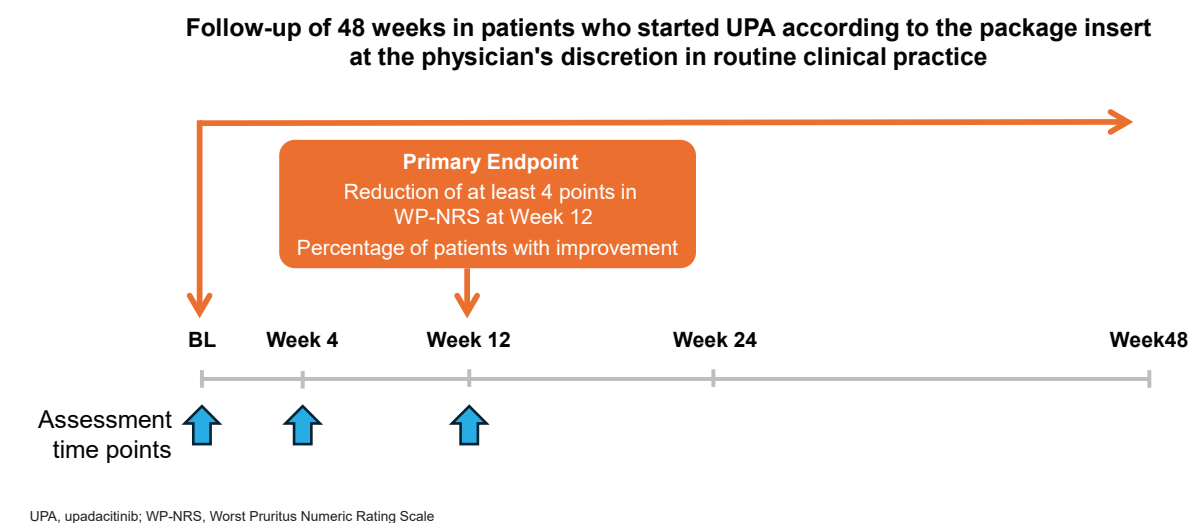 Follow-up of 48 weeks in patients who started UPA according to the package insert
at the physician's discretion in routine clinical practice
Primary Endpoint
Reduction of at least 4 points in
WP-NRS at Week 12
Percentage of patients with improvement
BL
Week 4
Week 12
Week 24
Week48
Assessment
time points
UPA, upadacitinib; WP-NRS, Worst Pruritus Numeric Rating Scale